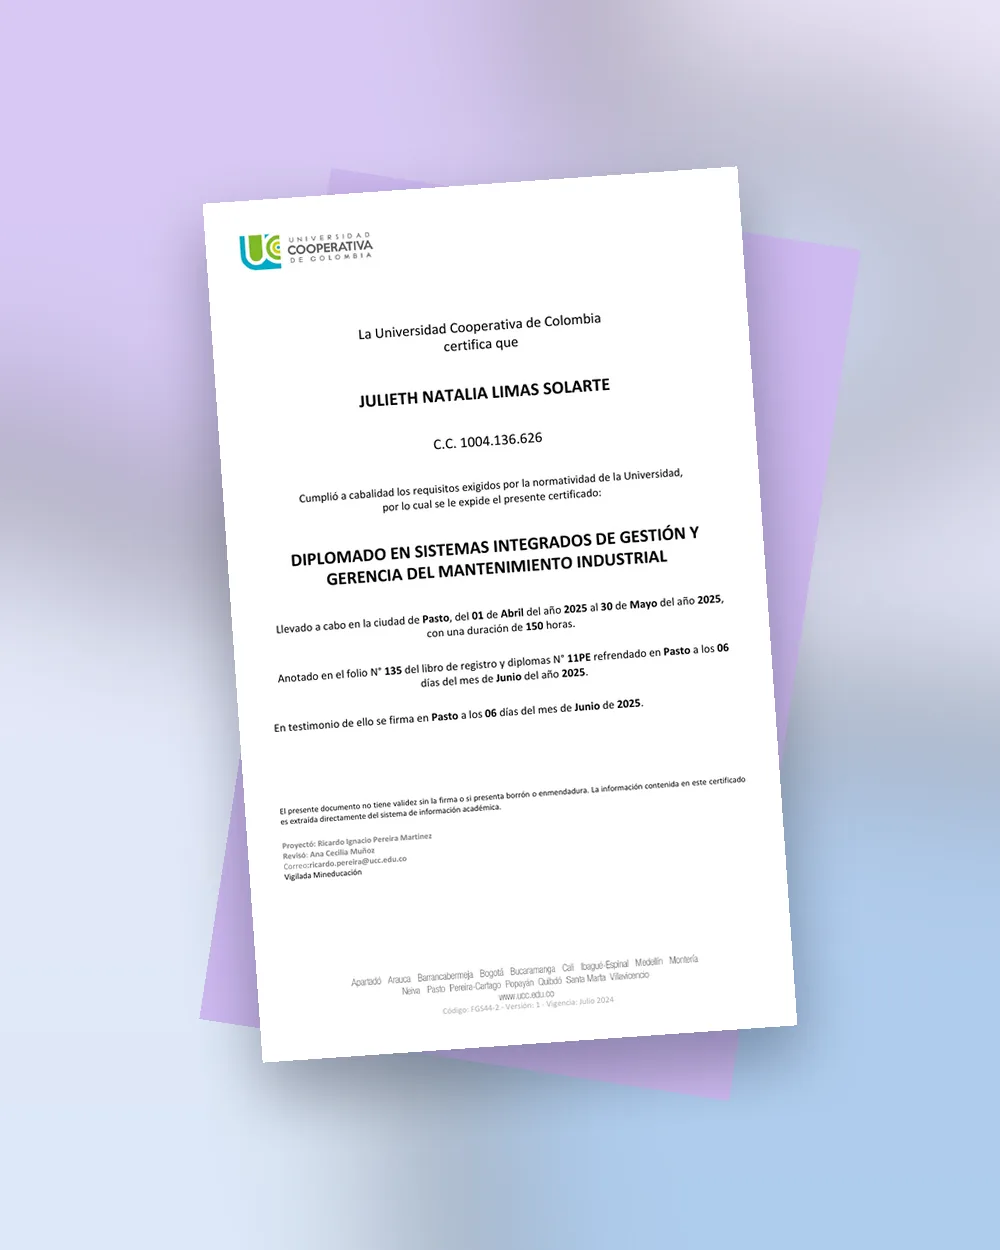 UNIVERSIDAD
COOPERATIVA
DE COLOMBIA
La Universidad Cooperativa de Colombia
certifica que
JULIETH NATALIA LIMAS SOLARTE
C.C. 1004.136.626
Cumplió a cabalidad los requisitos exigidos por la normatividad de la Universidad,
por lo cual se le expide el presente certificado:
DIPLOMADO EN SISTEMAS INTEGRADOS DE GESTIÓN Y
GERENCIA DEL MANTENIMIENTO INDUSTRIAL
Llevado a cabo en la ciudad de Pasto, del 01 de Abril del año 2025 al 30 de Mayo del año 2025,
con una duración de 150 horas.
Anotado en el folio N° 135 del libro de registro y diplomas N° 11PE refrendado en Pasto a los 06
días del mes de Junio del año 2025.
En testimonio de ello se firma en Pasto a los 06 días del mes de Junio de 2025.
El presente documento no tiene validez sin la firma o si presenta borrón o enmendadura. La información contenida en este certificado
es extraída directamente del sistema de información académica.
Proyectó: Ricardo Ignacio Pereira Martinez
Revisó: Ana Cecilia Muñoz
Correo:ricardo.pereira@ucc.edu.co
Vigilada Mineducación
Apartadó Arauca Barrancabermeja Bogotá Bucaramanga Cali Ibagué-Espinal Medellín Montería
Neiva Pasto Pereira-Cartago Popayán Quibdó Santa Marta Villavicencio
www.ucc.edu.co
Código: FGS44-2 - Versión: 1 - Vigencia: Julio 2024